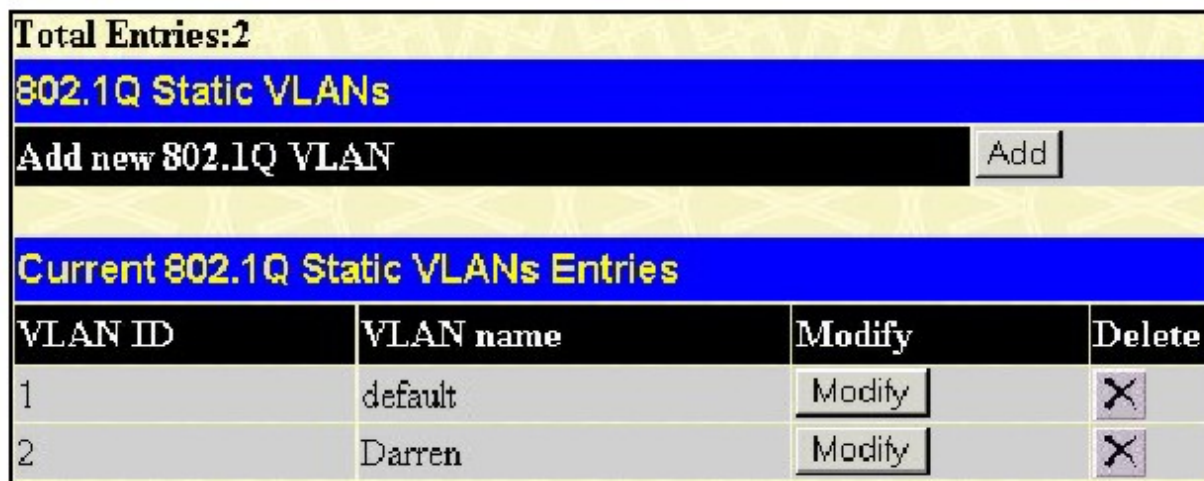 Total Entries:2
802.1Q Static VLANs
Add new 802.1Q VLAN Add
Current 802.1Q Static VLANs Entries
VLAN ID VLAN name Modify Delete
1 default Modify X
2 Darren Modify X